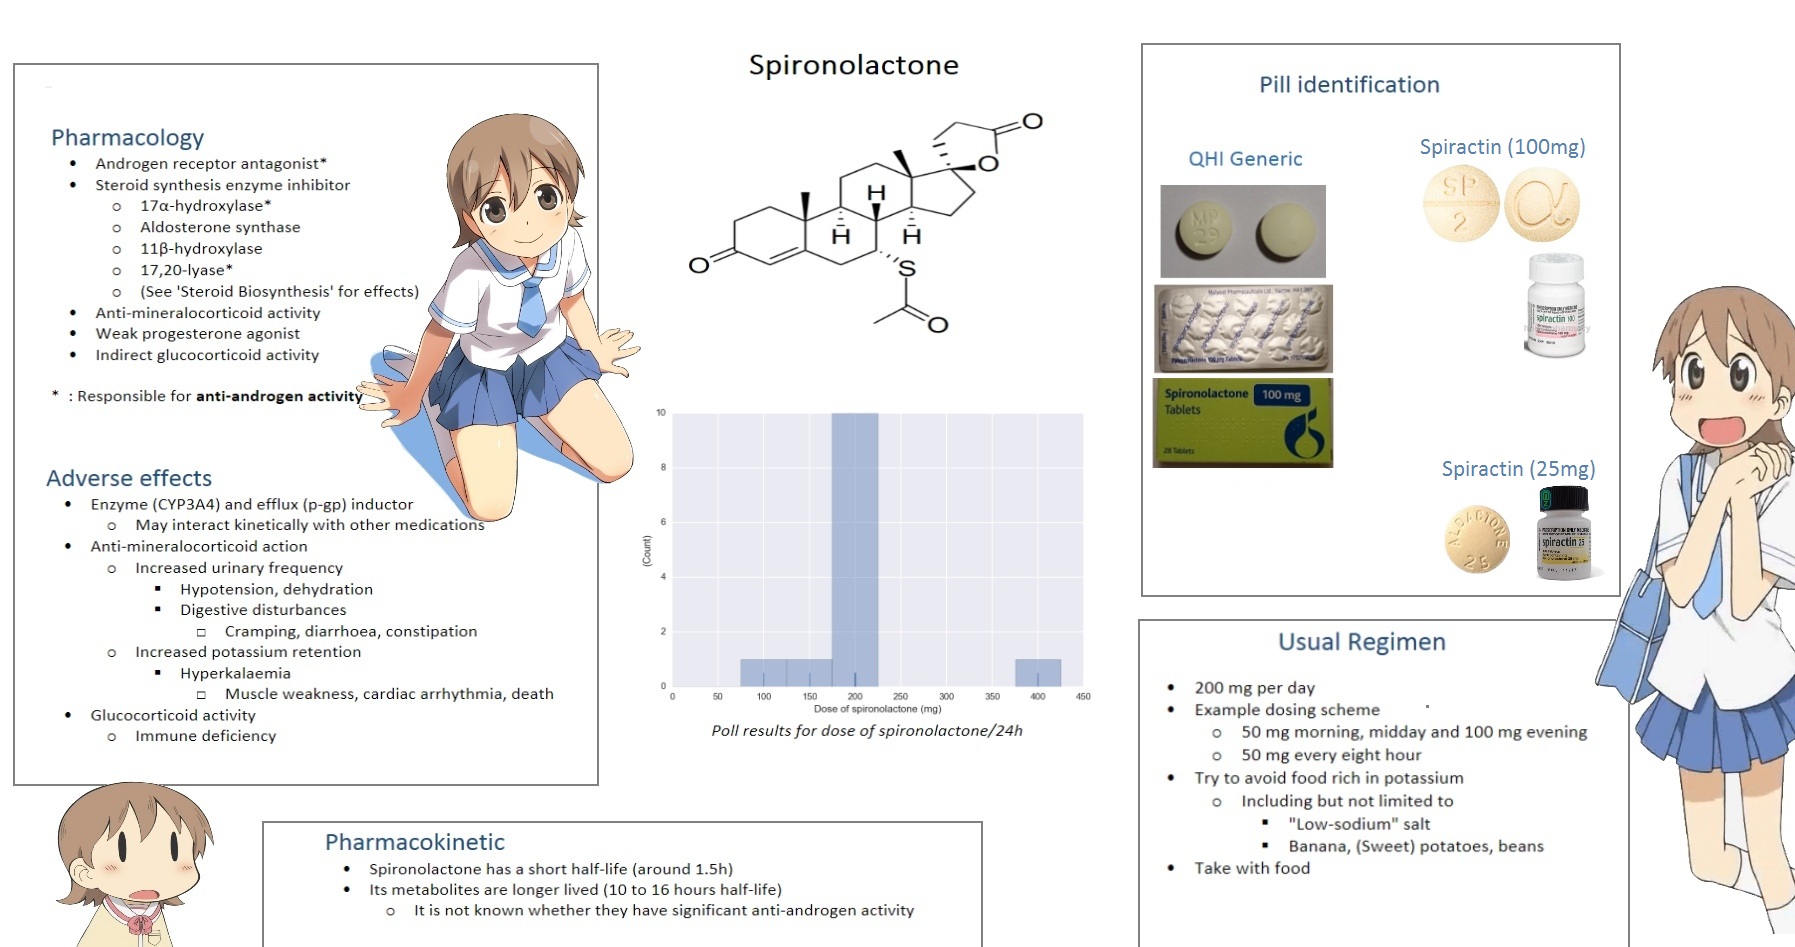 Spironolactone
Pharmacology
• Androgen receptor antagonist*
• Steroid synthesis enzyme inhibitor
o 17α-hydroxylase*
o Aldosterone synthase
o 11β-hydroxylase
o 17,20-lyase*
o (See 'Steroid Biosynthesis' for effects)
• Anti-mineralocorticoid activity
• Weak progesterone agonist
• Indirect glucocorticoid activity
* : Responsible for anti-androgen activity
Adverse effects
• Enzyme (CYP3A4) and efflux (p-gp) inductor
o May interact kinetically with other medications
• Anti-mineralocorticoid action
o Increased urinary frequency
▪ Hypotension, dehydration
▪ Digestive disturbances
□ Cramping, diarrhoea, constipation
o Increased potassium retention
▪ Hyperkalaemia
□ Muscle weakness, cardiac arrhythmia, death
• Glucocorticoid activity
o Immune deficiency
O
O
H
H
H
O
S
O
10
8
6
4
2
0
(Count)
0 50 100 150 200 250 300 350 400 450
Dose of spironolactone (mg)
Poll results for dose of spironolactone/24h
Pharmacokinetic
• Spironolactone has a short half-life (around 1.5h)
• Its metabolites are longer lived (10 to 16 hours half-life)
o It is not known whether they have significant anti-androgen activity
Pill identification
QHI Generic
MP
29
Spironolactone 100 mg
Tablets
28 Tablets
Spiractin (100mg)
SP
2
spiractin 100
Spiractin (25mg)
ALDACTONE
25
spiractin 25
Usual Regimen
• 200 mg per day
• Example dosing scheme
o 50 mg morning, midday and 100 mg evening
o 50 mg every eight hour
• Try to avoid food rich in potassium
o Including but not limited to
▪ "Low-sodium" salt
▪ Banana, (Sweet) potatoes, beans
• Take with food